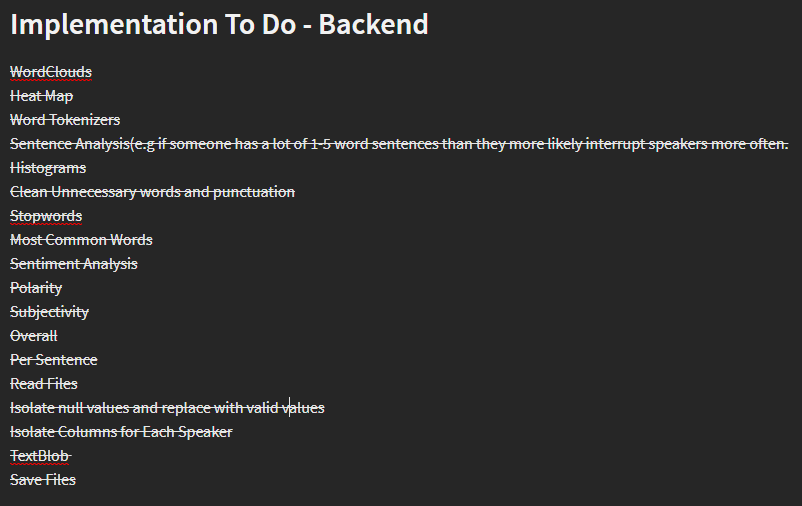 Implementation To Do - Backend
WordClouds
Heat Map
Word Tokenizers
Sentence Analysis(e.g if someone has a lot of 1-5 word sentences than they more likely interrupt speakers more often.
Histograms
Clean Unnecessary words and punctuation
Stopwords
Most Common Words
Sentiment Analysis
Polarity
Subjectivity
Overall
Per Sentence
Read Files
Isolate null values and replace with valid values
Isolate Columns for Each Speaker
TextBlob
Save Files